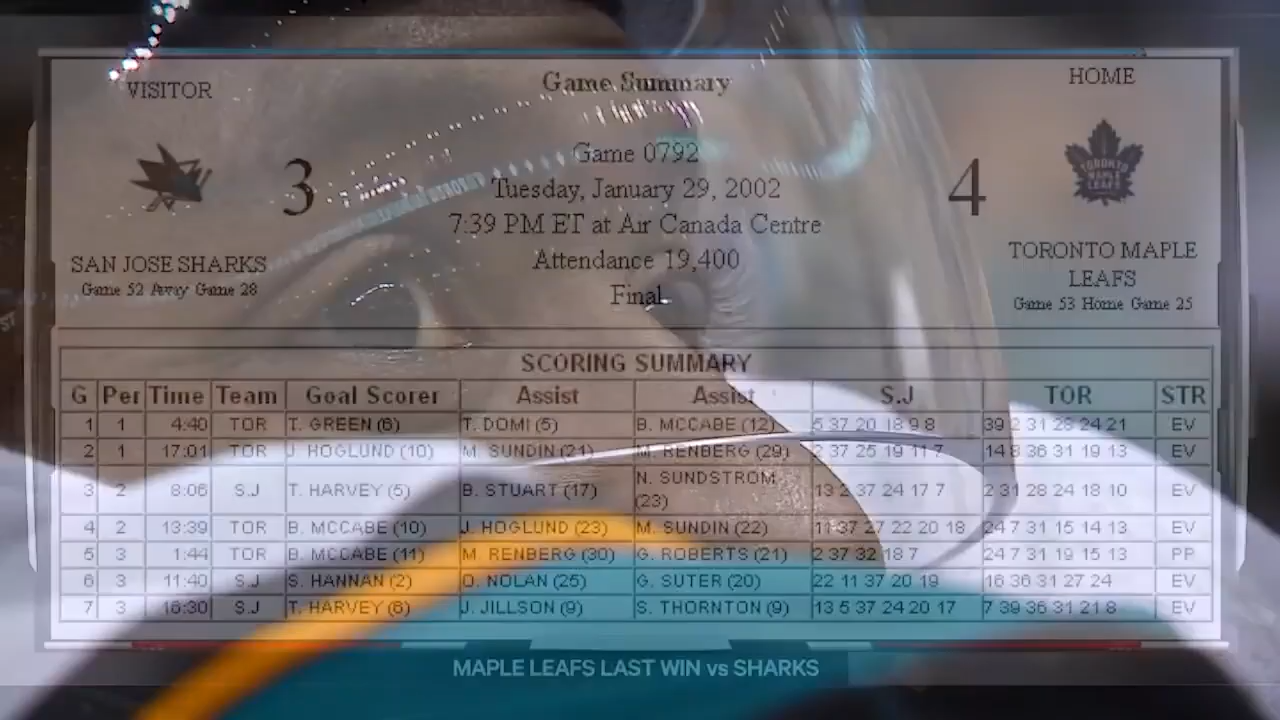 VISITOR
Game Summary
HOME
Game 0792
TORONTO
MAPLE
LEAFS
3
Tuesday, January 29, 2002
4
7:39 PM ET at Air Canada Centre
SAN JOSE SHARKS
Attendance 19,400
TORONTO MAPLE
LEAFS
Game 52 Away Game 28
Final
Game 53 Home Game 25
SCORING SUMMARY
G Per Time Team Goal Scorer Assist Assist S.J TOR STR
1 1 4:40 TOR T. GREEN (6) T. DOMI (5) B. MCCABE (12) 5 37 20 18 9 8 39 2 31 28 24 21 EV
2 1 17:01 TOR J. HOGLUND (10) M. SUNDIN (21) M. RENBERG (29) 2 37 25 19 11 7 14 8 36 31 19 13 EV
3 2 8:06 S.J T. HARVEY (5) B. STUART (17) N. SUNDSTROM (23) 13 2 37 24 17 7 2 31 28 24 18 10 EV
4 2 13:39 TOR B. MCCABE (10) J. HOGLUND (23) M. SUNDIN (22) 11 37 27 22 20 18 24 7 31 15 14 13 EV
5 3 1:44 TOR B. MCCABE (11) M. RENBERG (30) G. ROBERTS (21) 2 37 32 18 7 24 7 31 19 15 13 PP
6 3 11:40 S.J S. HANNAN (2) O. NOLAN (25) G. SUTER (20) 22 11 37 20 19 16 36 31 27 24 EV
7 3 16:30 S.J T. HARVEY (6) J. JILLSON (9) S. THORNTON (9) 13 5 37 24 20 17 7 39 36 31 21 8 EV
MAPLE LEAFS LAST WIN vs SHARKS